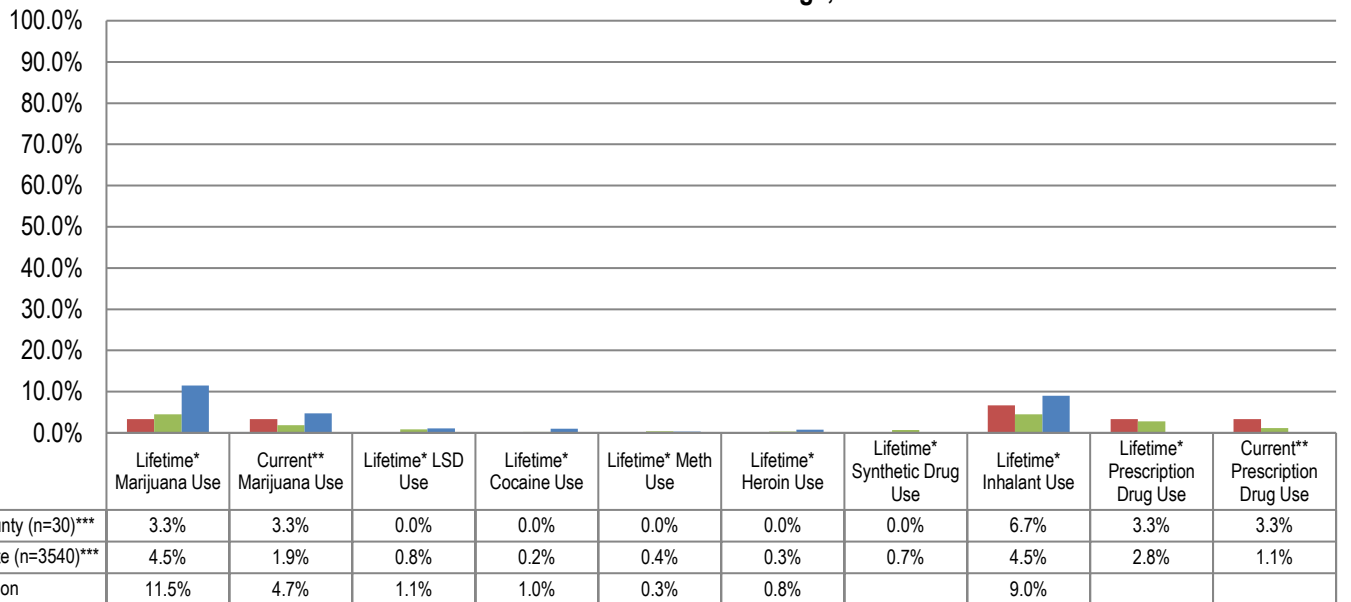 100.0%
90.0%
80.0%
70.0%
60.0%
50.0%
40.0%
30.0%
20.0%
10.0%
0.0%
Lifetime* Marijuana Use
Current** Marijuana Use
Lifetime* LSD Use
Lifetime* Cocaine Use
Lifetime* Meth Use
Lifetime* Heroin Use
Lifetime* Synthetic Drug Use
Lifetime* Inhalant Use
Lifetime* Prescription Drug Use
Current** Prescription Drug Use
(n=30)*** 3.3% 3.3% 0.0% 0.0% 0.0% 0.0% 0.0% 6.7% 3.3% 3.3%
(n=3540)*** 4.5% 1.9% 0.8% 0.2% 0.4% 0.3% 0.7% 4.5% 2.8% 1.1%
11.5% 4.7% 1.1% 1.0% 0.3% 0.8% 9.0%